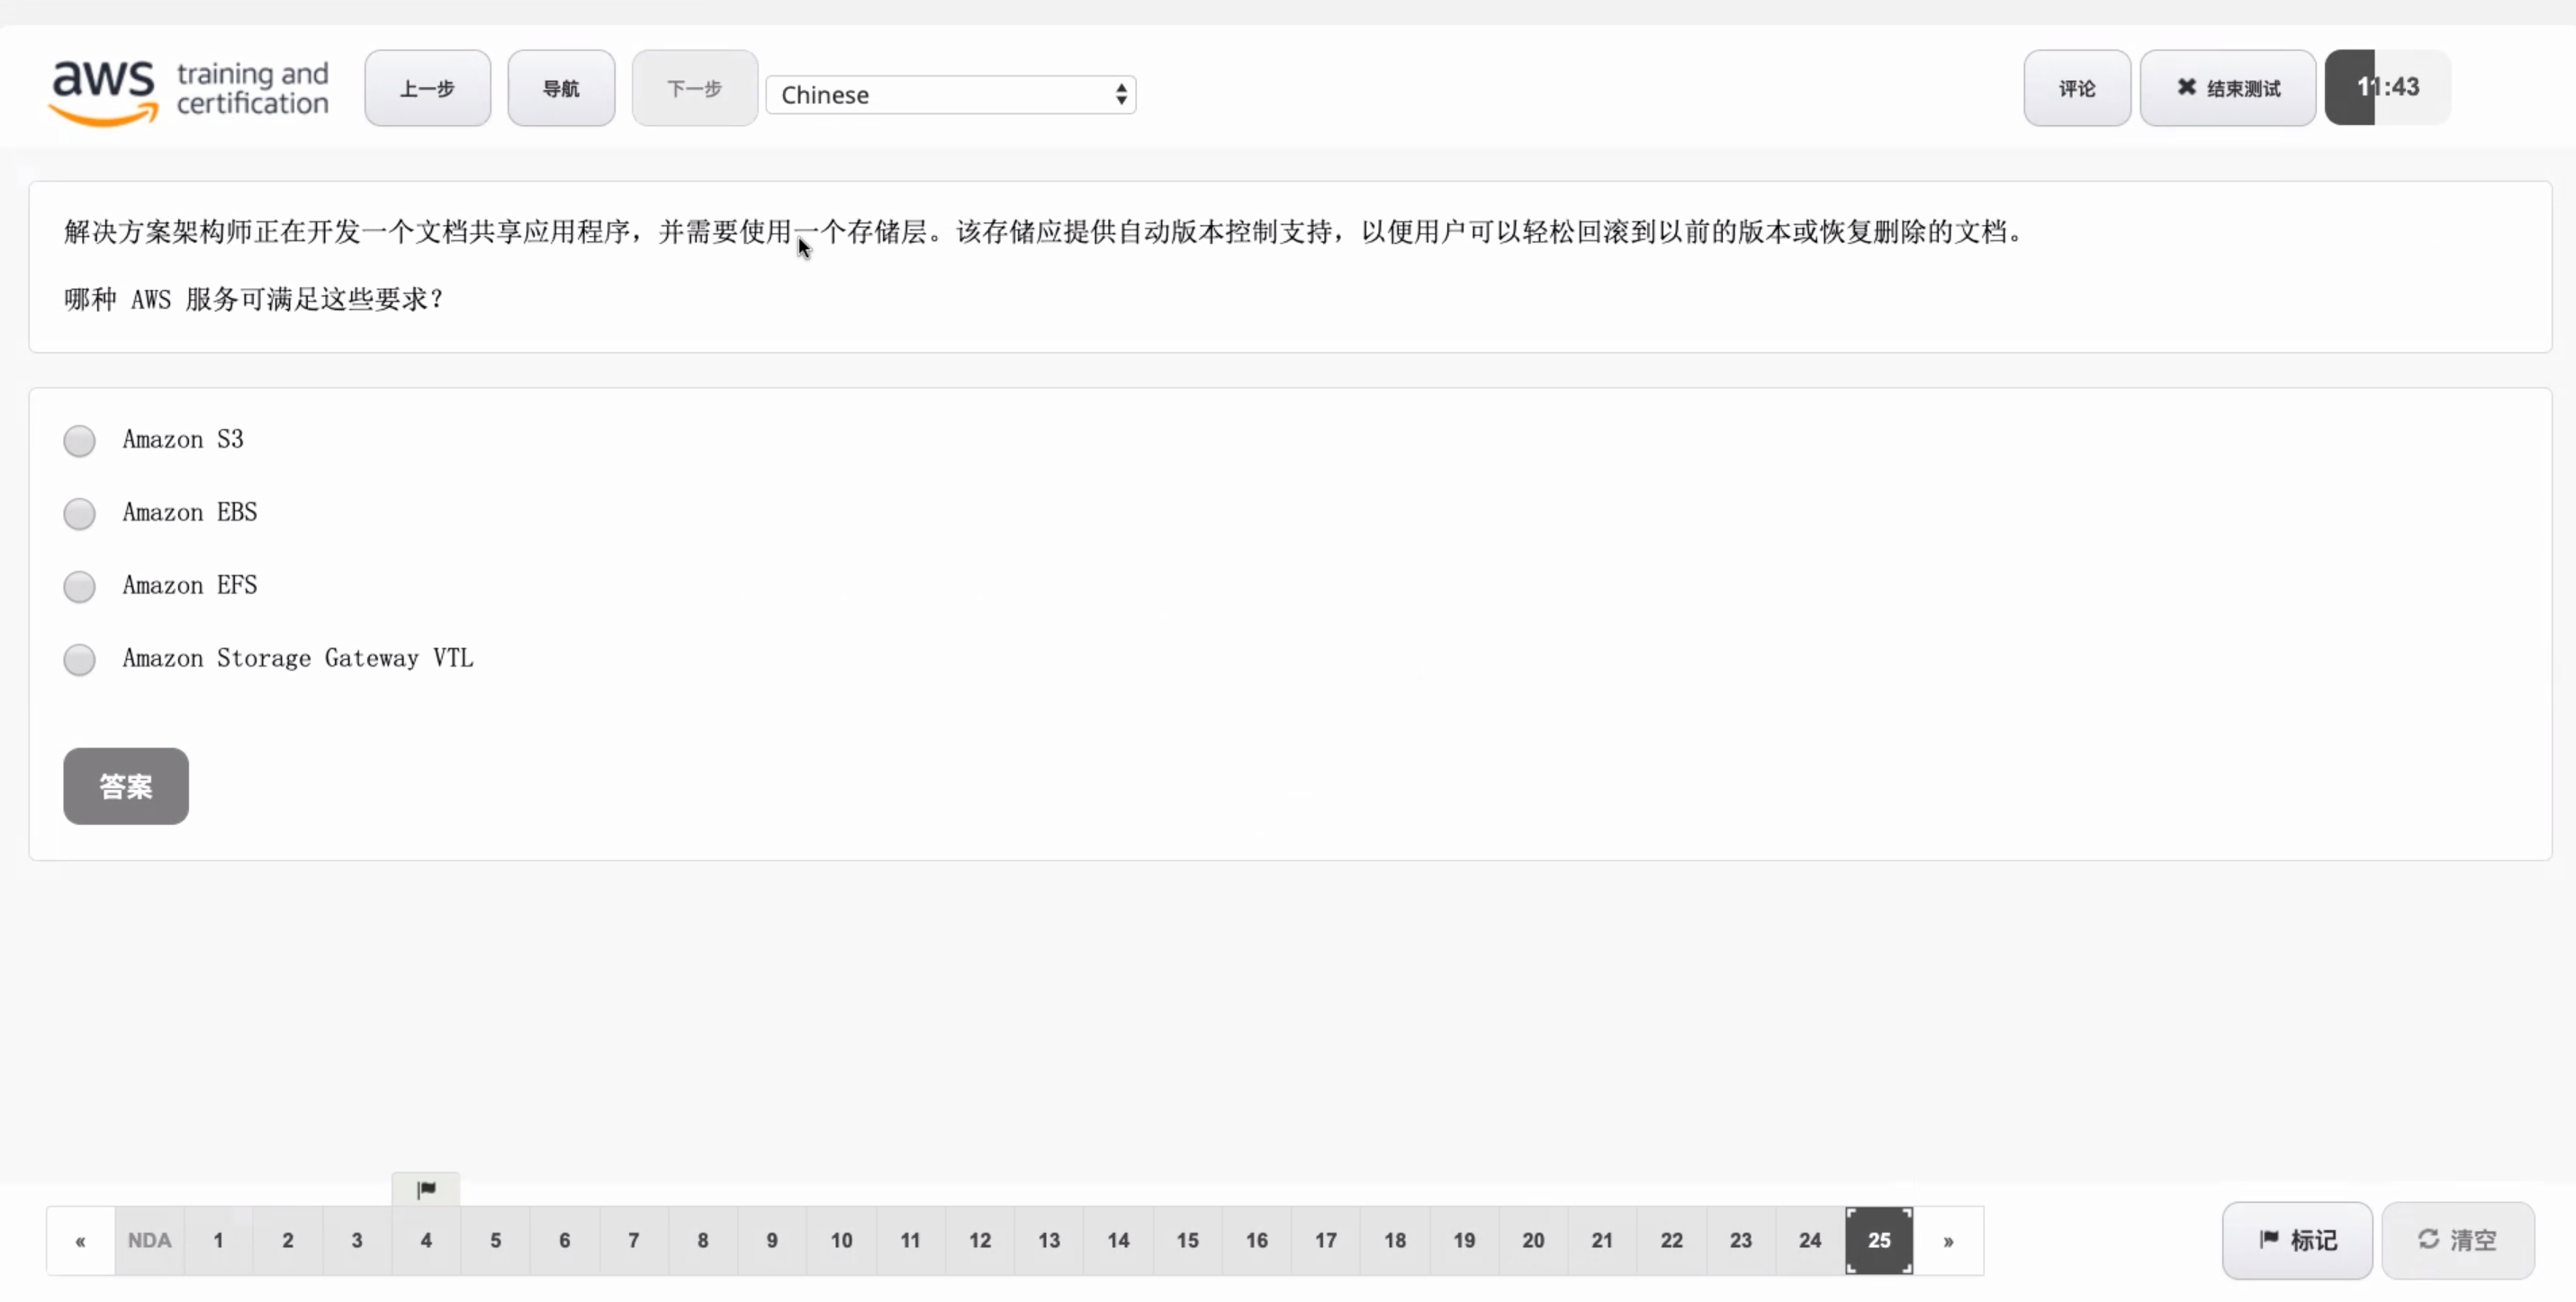 aws training and certification
上一步
导航
下一步
Chinese
评论
✖ 结束测试
11:43
解决方案架构师正在开发一个文档共享应用程序，并需要使用一个存储层。该存储应提供自动版本控制支持，以便用户可以轻松回滚到以前的版本或恢复删除的文档。
哪种 AWS 服务可满足这些要求？
Amazon S3
Amazon EBS
Amazon EFS
Amazon Storage Gateway VTL
答案
« NDA 1 2 3 4 5 6 7 8 9 10 11 12 13 14 15 16 17 18 19 20 21 22 23 24 25 »
标记
清空